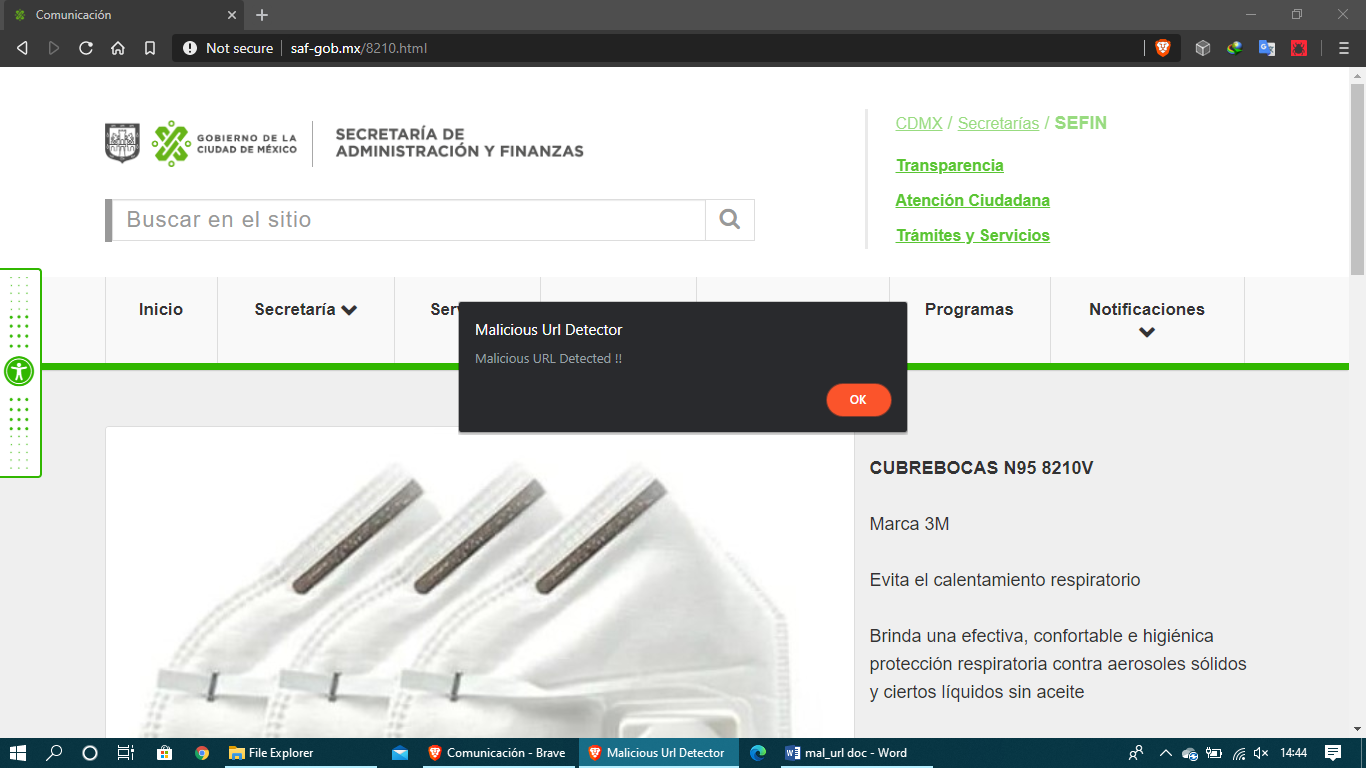 Comunicación
Not secure
saf-gob.mx/8210.html
GOBIERNO DE LA
CIUDAD DE MÉXICO
SECRETARÍA DE
ADMINISTRACIÓN Y FINANZAS
CDMX / Secretarías / SEFIN
Transparencia
Atención Ciudadana
Trámites y Servicios
Buscar en el sitio
Inicio
Secretaría
Programas
Notificaciones
Malicious Url Detector
Malicious URL Detected !!
OK
CUBREBOCAS N95 8210V
Marca 3M
Evita el calentamiento respiratorio
Brinda una efectiva, confortable e higiénica
protección respiratoria contra aerosoles sólidos
y ciertos líquidos sin aceite
File Explorer
Comunicación - Brave
Malicious Url Detector
mal_url doc - Word
14:44